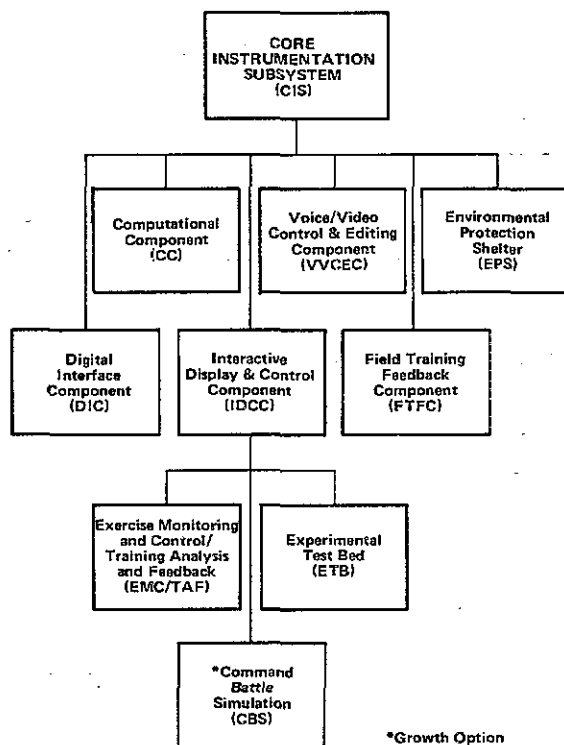 CORE
INSTRUMENTATION
SUBSYSTEM
(CIS)
Computational
Component
(CC)
Voice/Video
Control & Editing
Component
(VVCEC)
Environmental
Protection
Shelter
(EPS)
Digital
Interface
Component
(DIC)
Interactive
Display & Control
Component
(IDCC)
Field Training
Feedback
Component
(FTFC)
Exercise Monitoring
and Control/
Training Analysis
and Feedback
(EMC/TAF)
Experimental
Test Bed
(ETB)
*Command
Battle
Simulation
(CBS)
*Growth Option